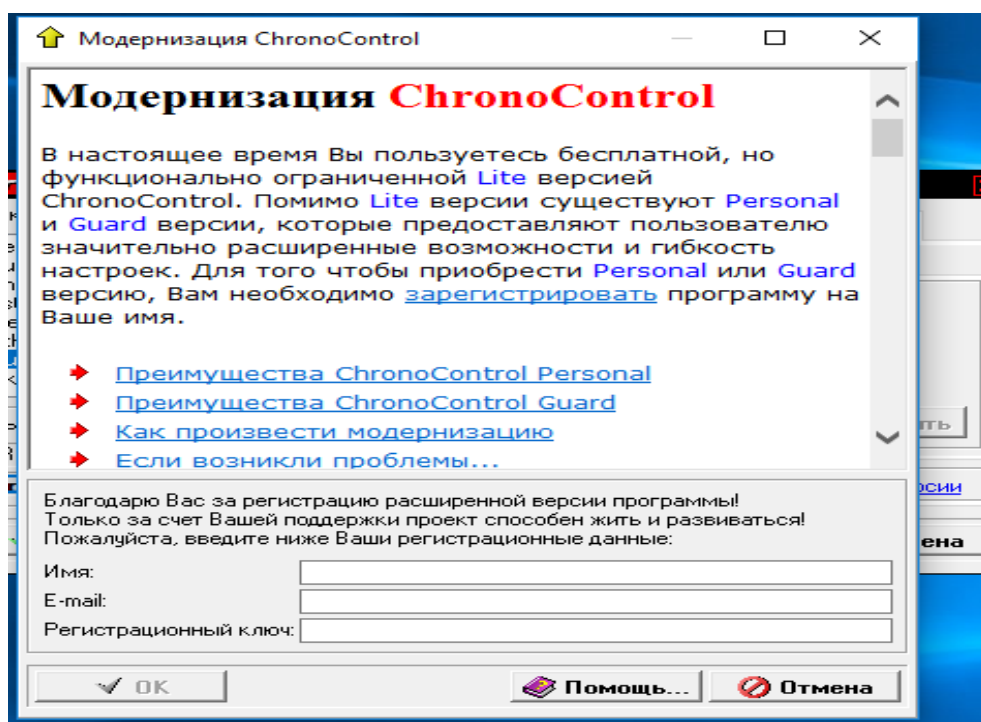 Модернизация ChronoControl
Модернизация ChronoControl
В настоящее время Вы пользуетесь бесплатной, но
функционально ограниченной Lite версией
ChronoControl. Помимо Lite версии существуют Personal
и Guard версии, которые предоставляют пользователю
значительно расширенные возможности и гибкость
настроек. Для того чтобы приобрести Personal или Guard
версию, Вам необходимо зарегистрировать программу на
Ваше имя.
Преимущества ChronoControl Personal
Преимущества ChronoControl Guard
Как произвести модернизацию
Если возникли проблемы...
Благодарю Вас за регистрацию расширенной версии программы!
Только за счет Вашей поддержки проект способен жить и развиваться!
Пожалуйста, введите ниже Ваши регистрационные данные:
Имя:
E-mail:
Регистрационный ключ:
OK
Помощь...
Отмена